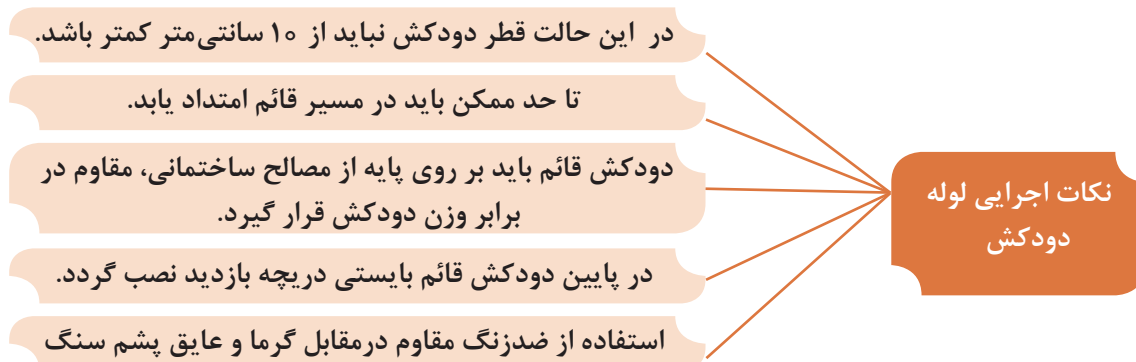 نکات اجرایی لوله
دودکش
در این حالت قطر دودکش نباید از ۱۰ سانتی‌متر کمتر باشد.
تا حد ممکن باید در مسیر قائم امتداد یابد.
دودکش قائم باید بر روی پایه از مصالح ساختمانی، مقاوم در
برابر وزن دودکش قرار گیرد.
در پایین دودکش قائم بایستی دریچه بازدید نصب گردد.
استفاده از ضدزنگ مقاوم درمقابل گرما و عایق پشم سنگ